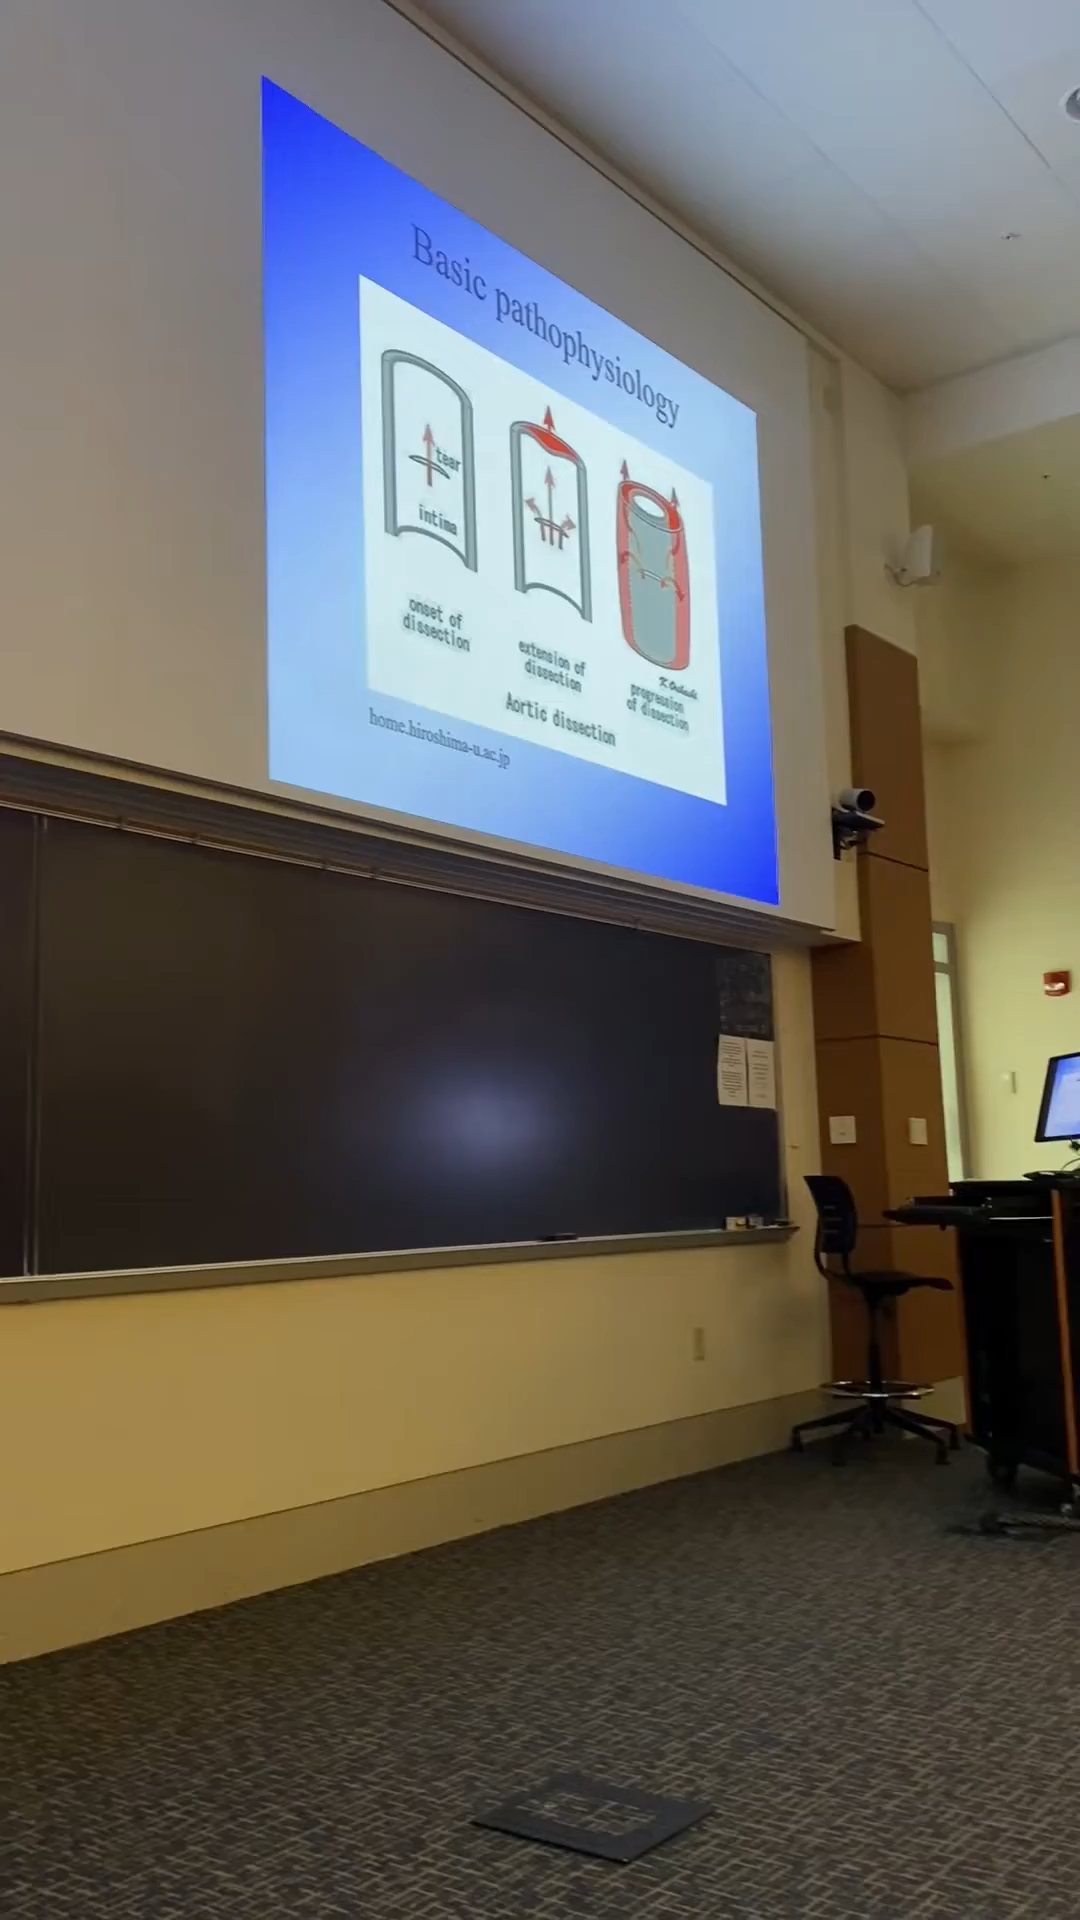 Basic pathophysiology
tear
intima
onset of
dissection
extension of
dissection
progression
of dissection
Aortic dissection
home.hiroshima-u.ac.jp